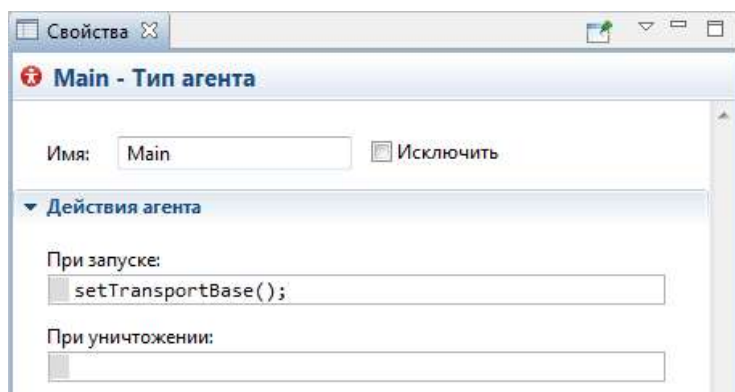 Свойства
Main - Тип агента
Имя: Main Исключить
Действия агента
При запуске:
setTransportBase();
При уничтожении: